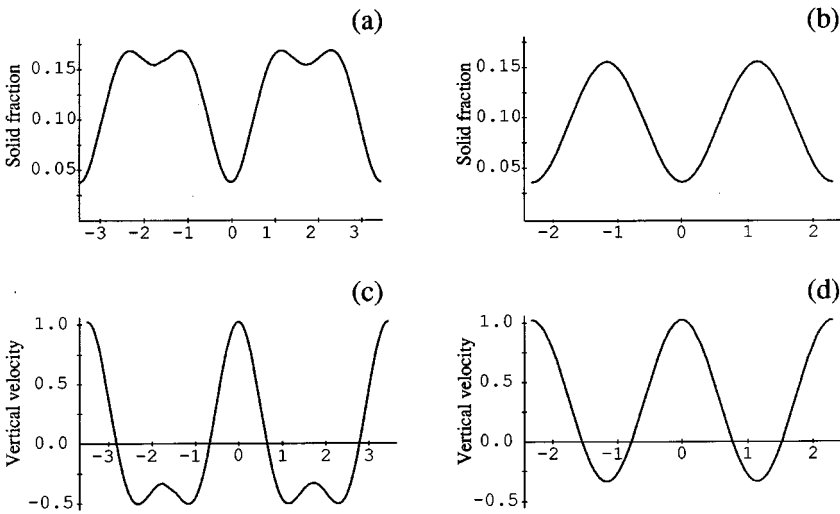 (a)
Solid fraction
0.15
0.10
0.05
-3 -2 -1 0 1 2 3
(b)
Solid fraction
0.15
0.10
0.05
-2 -1 0 1 2
(c)
Vertical velocity
1.0
0.5
0.0
-0.5
-3 -2 -1 0 1 2 3
(d)
Vertical velocity
1.0
0.5
0.0
-0.5
-2 -1 0 1 2